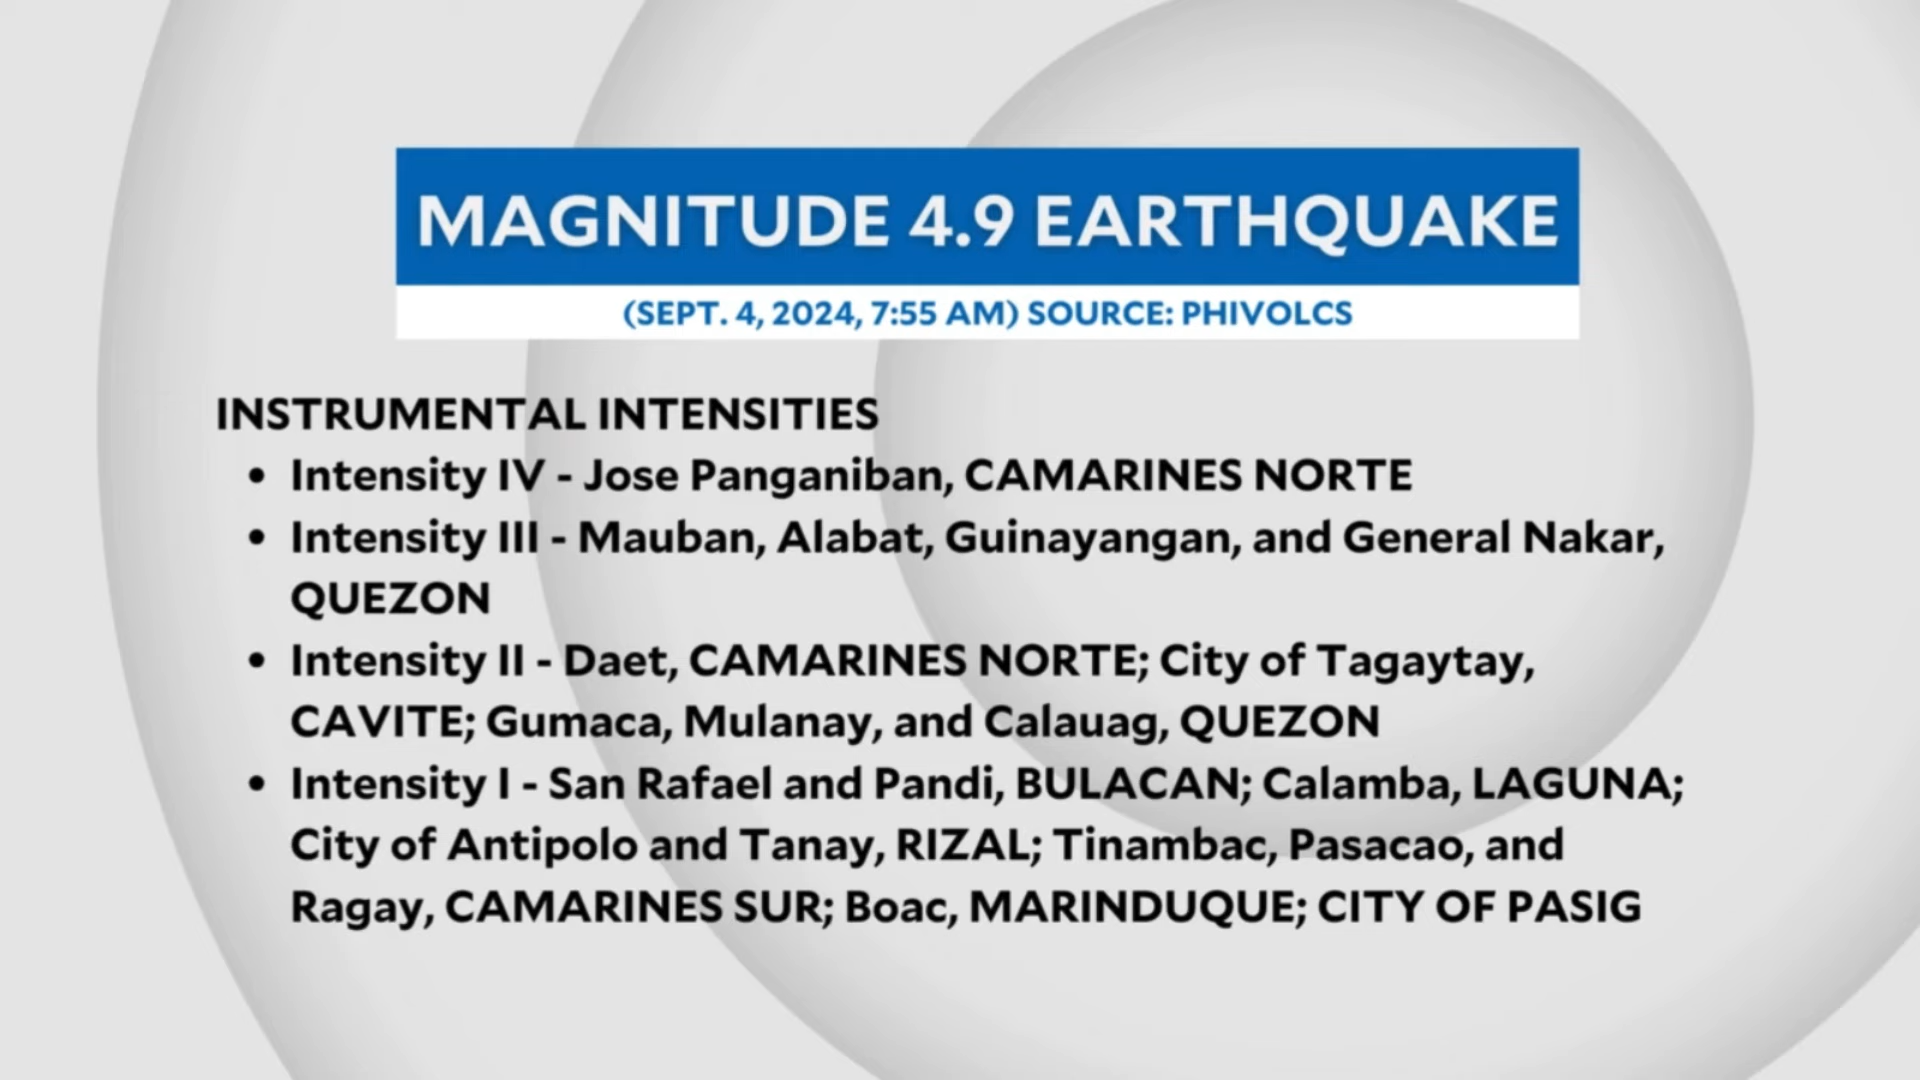 MAGNITUDE 4.9 EARTHQUAKE
(SEPT. 4, 2024, 7:55 AM) SOURCE: PHIVOLCS
INSTRUMENTAL INTENSITIES
• Intensity IV - Jose Panganiban, CAMARINES NORTE
• Intensity III - Mauban, Alabat, Guinayangan, and General Nakar,
QUEZON
• Intensity II - Daet, CAMARINES NORTE; City of Tagaytay,
CAVITE; Gumaca, Mulanay, and Calauag, QUEZON
• Intensity I - San Rafael and Pandi, BULACAN; Calamba, LAGUNA;
City of Antipolo and Tanay, RIZAL; Tinambac, Pasacao, and
Ragay, CAMARINES SUR; Boac, MARINDUQUE; CITY OF PASIG